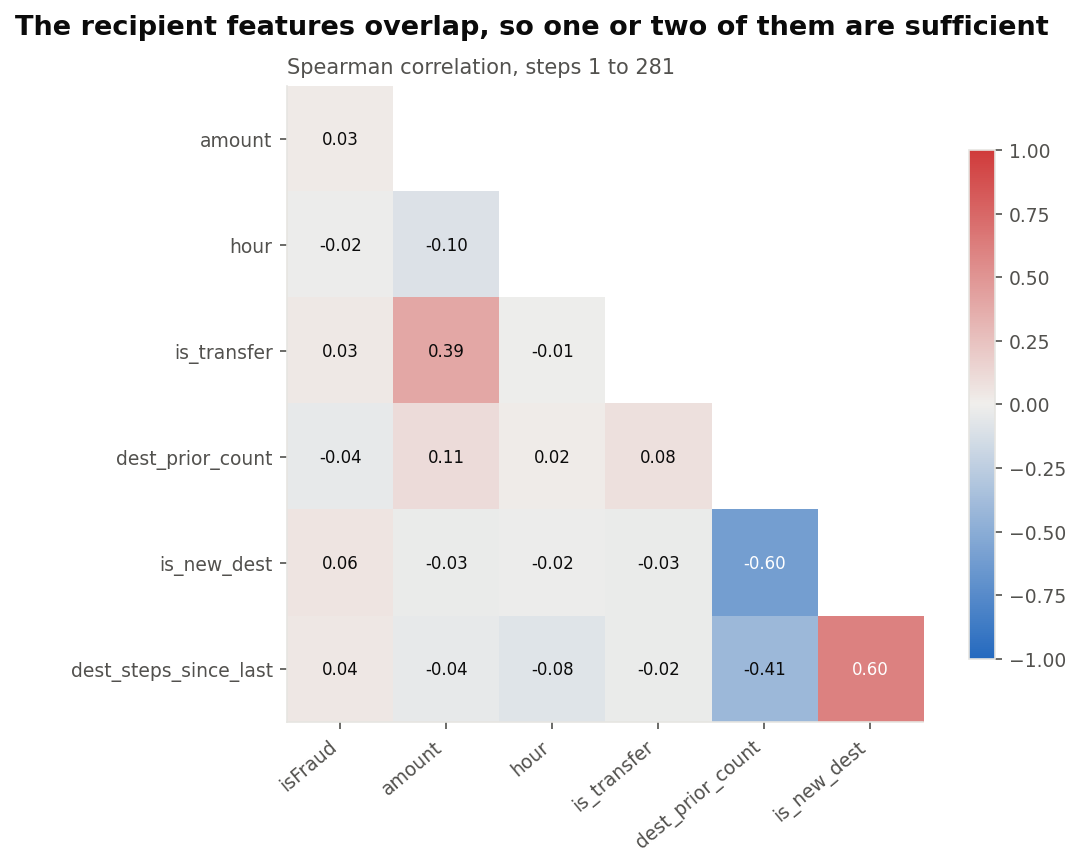 The recipient features overlap, so one or two of them are sufficient
Spearman correlation, steps 1 to 281
amount
0.03
hour
-0.02 -0.10
is_transfer
0.03 0.39 -0.01
dest_prior_count
-0.04 0.11 0.02 0.08
is_new_dest
0.06 -0.03 -0.02 -0.03 -0.60
dest_steps_since_last
0.04 -0.04 -0.08 -0.02 -0.41 0.60
isFraud
amount
hour
is_transfer
dest_prior_count
is_new_dest
1.00
0.75
0.50
0.25
0.00
−0.25
−0.50
−0.75
−1.00